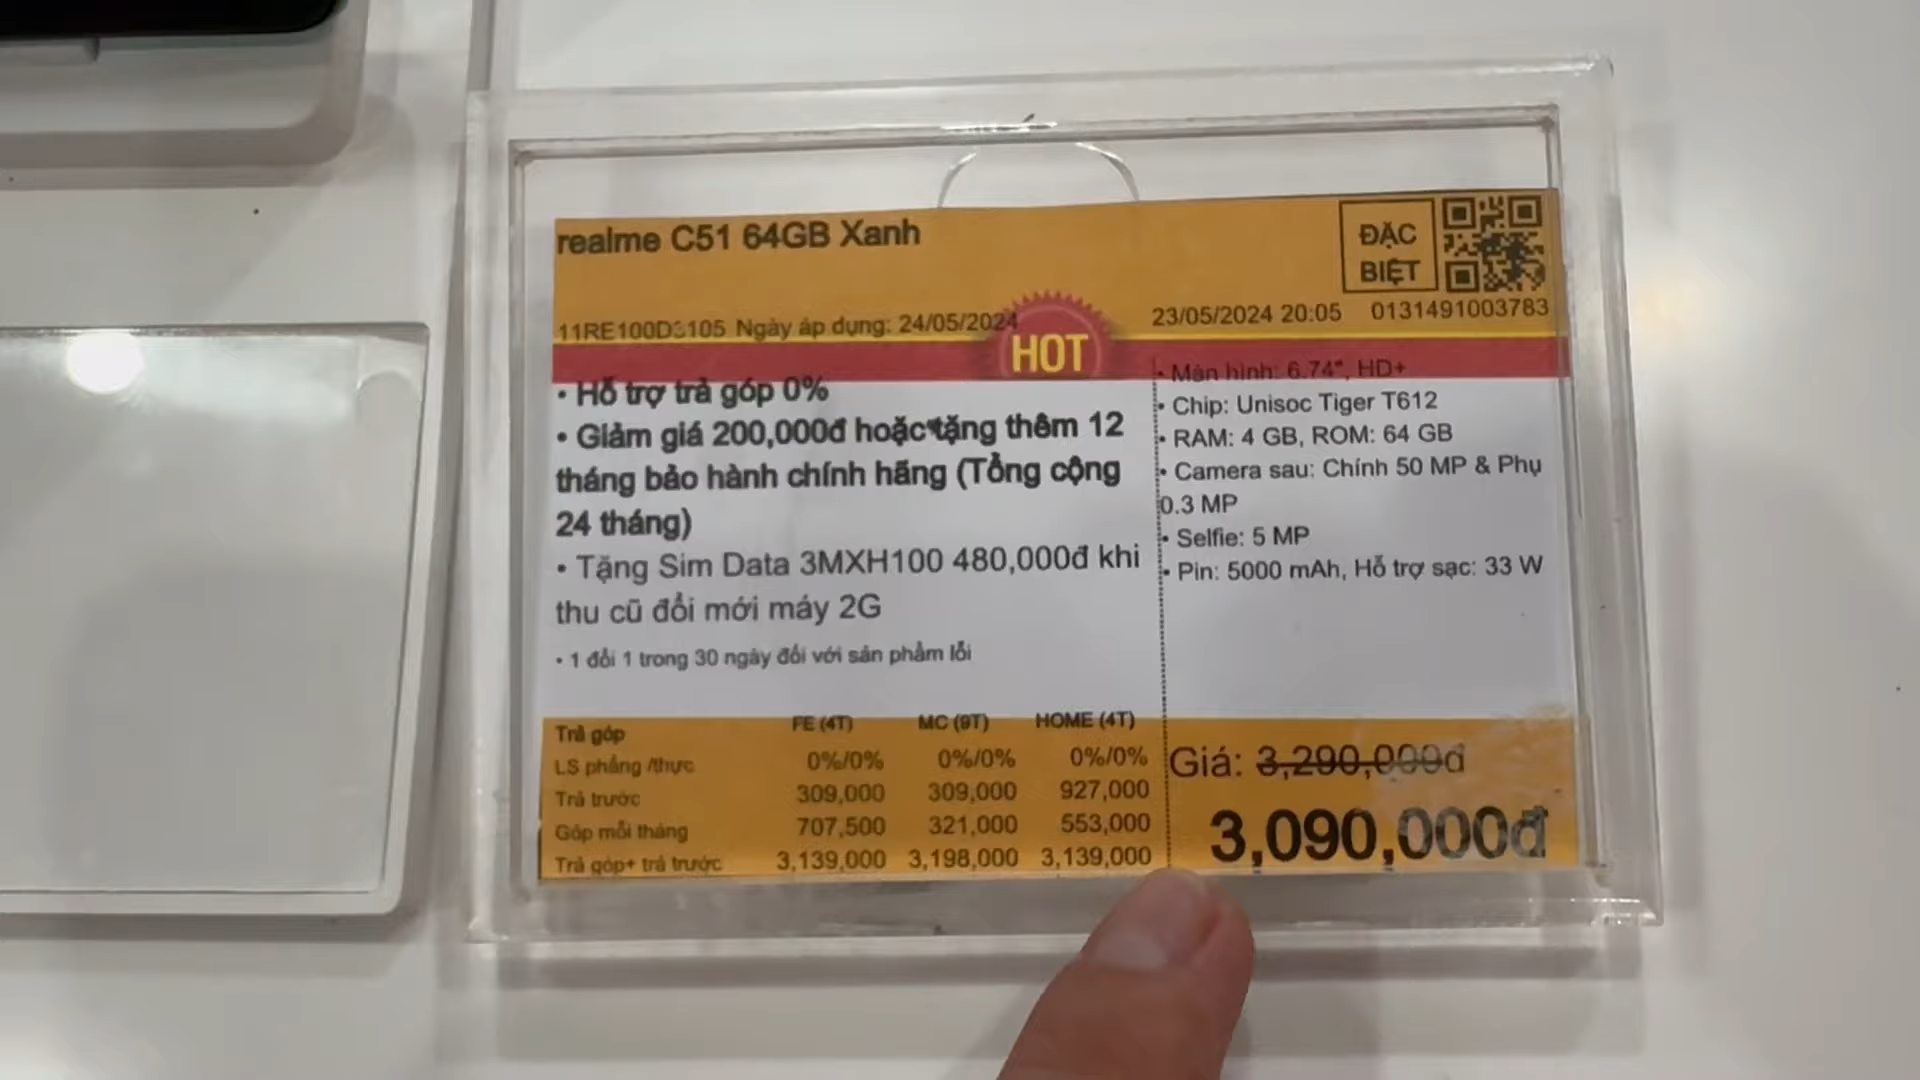 realme C51 64GB Xanh
ĐẶC
BIỆT
11RE100D3105 Ngày áp dụng: 24/05/2024
23/05/2024 20:05 0131491003783
HOT
• Hỗ trợ trả góp 0%
• Giảm giá 200,000đ hoặc tặng thêm 12
tháng bảo hành chính hãng (Tổng cộng
24 tháng)
• Tặng Sim Data 3MXH100 480,000đ khi
thu cũ đổi mới máy 2G
• 1 đổi 1 trong 30 ngày đối với sản phẩm lỗi
• Màn hình: 6.74", HD+
• Chip: Unisoc Tiger T612
• RAM: 4 GB, ROM: 64 GB
• Camera sau: Chính 50 MP & Phụ
0.3 MP
• Selfie: 5 MP
• Pin: 5000 mAh, Hỗ trợ sạc: 33 W
Trả góp FE (4T) MC (9T) HOME (4T)
LS phẳng /thực 0%/0% 0%/0% 0%/0%
Trả trước 309,000 309,000 927,000
Góp mỗi tháng 707,500 321,000 553,000
Trả góp+ trả trước 3,139,000 3,198,000 3,139,000
Giá: 3,290,000đ
3,090,000đ